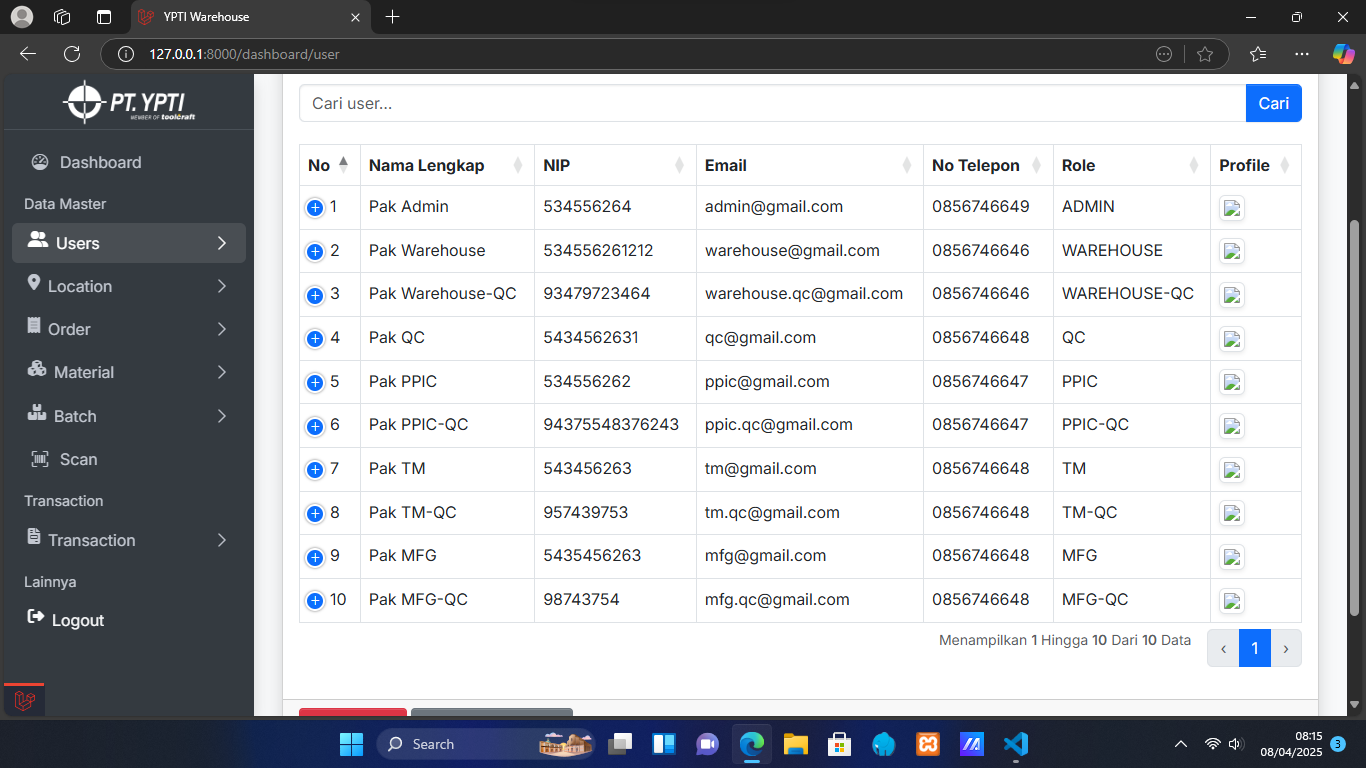 YPTI Warehouse
127.0.0.1:8000/dashboard/user
PT. YPTI
MEMBER OF toolcraft
Dashboard
Data Master
Users
Location
Order
Material
Batch
Scan
Transaction
Transaction
Lainnya
Logout
Cari user...
Cari
No Nama Lengkap NIP Email No Telepon Role Profile
1 Pak Admin 534556264 admin@gmail.com 0856746649 ADMIN
2 Pak Warehouse 534556261212 warehouse@gmail.com 0856746646 WAREHOUSE
3 Pak Warehouse-QC 93479723464 warehouse.qc@gmail.com 0856746646 WAREHOUSE-QC
4 Pak QC 5434562631 qc@gmail.com 0856746648 QC
5 Pak PPIC 534556262 ppic@gmail.com 0856746647 PPIC
6 Pak PPIC-QC 94375548376243 ppic.qc@gmail.com 0856746647 PPIC-QC
7 Pak TM 543456263 tm@gmail.com 0856746648 TM
8 Pak TM-QC 957439753 tm.qc@gmail.com 0856746648 TM-QC
9 Pak MFG 5435456263 mfg@gmail.com 0856746648 MFG
10 Pak MFG-QC 98743754 mfg.qc@gmail.com 0856746648 MFG-QC
Menampilkan 1 Hingga 10 Dari 10 Data
‹ 1 ›
Search
08:15
08/04/2025
3